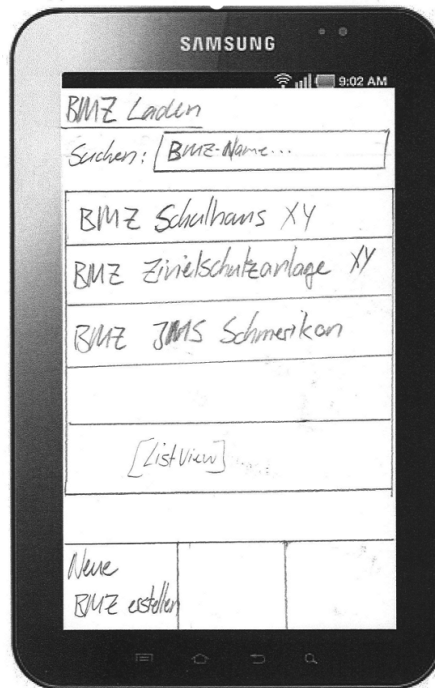 SAMSUNG
9:02 AM
BMZ Laden
Suchen: BMZ-Name...
BMZ Schulhaus XY
BMZ Zivielschutzanlage XY
BMZ JMS Schmerikon
[ListView]
Neue
BMZ erstellen